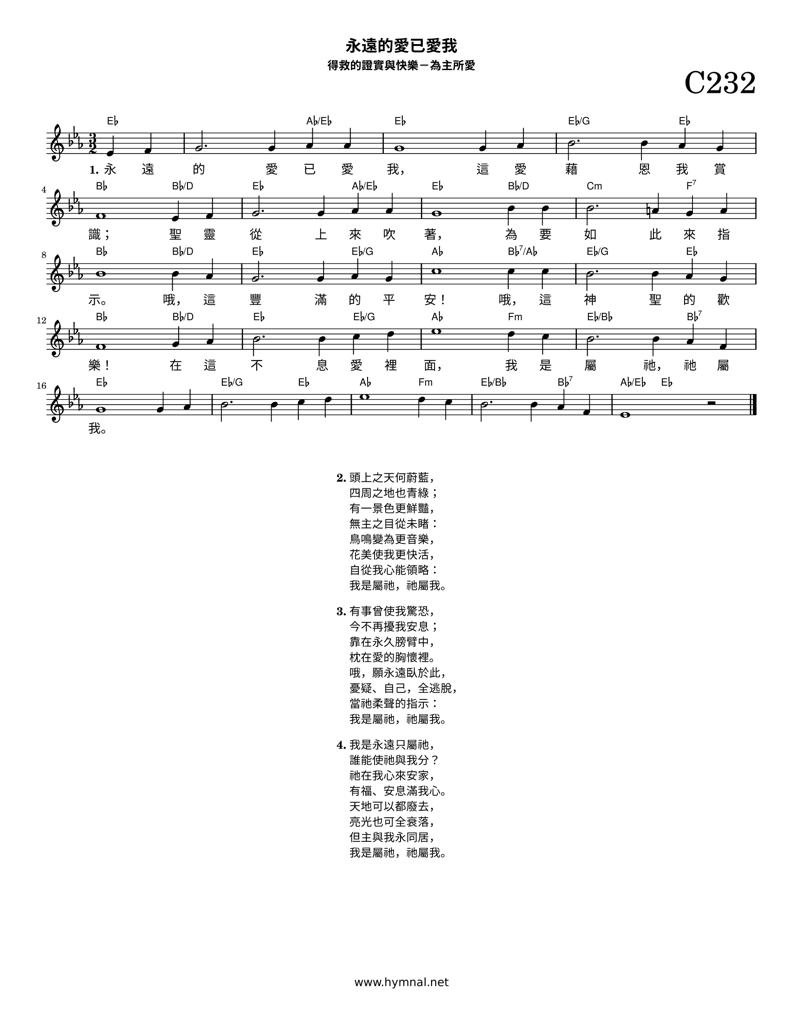 永遠的愛已愛我
得救的證實與快樂－為主所愛
C232
E♭ A♭/E♭ E♭ E♭/G E♭
1. 永 遠 的 愛 已 愛 我， 這 愛 藉 恩 我 賞
4 B♭ B♭/D E♭ A♭/E♭ E♭ B♭/D Cm F7
識； 聖 靈 從 上 來 吹 著， 為 要 如 此 來 指
8 B♭ B♭/D E♭ E♭/G A♭ B♭7/A♭ E♭/G E♭
示。 哦， 這 豐 滿 的 平 安！ 哦， 這 神 聖 的 歡
12 B♭ B♭/D E♭ E♭/G A♭ Fm E♭/B♭ B♭7
樂！ 在 這 不 息 愛 裡 面， 我 是 屬 祂， 祂 屬
16 E♭ E♭/G E♭ A♭ Fm E♭/B♭ B♭7 A♭/E♭ E♭
我。
2. 頭上之天何蔚藍，
四周之地也青綠；
有一景色更鮮豔，
無主之目從未睹：
鳥鳴變為更音樂，
花美使我更快活，
自從我心能領略：
我是屬祂，祂屬我。
3. 有事曾使我驚恐，
今不再擾我安息；
靠在永久膀臂中，
枕在愛的胸懷裡。
哦，願永遠臥於此，
憂疑、自己，全逃脫，
當祂柔聲的指示：
我是屬祂，祂屬我。
4. 我是永遠只屬祂，
誰能使祂與我分？
祂在我心來安家，
有福、安息滿我心。
天地可以都廢去，
亮光也可全衰落，
但主與我永同居，
我是屬祂，祂屬我。
www.hymnal.net